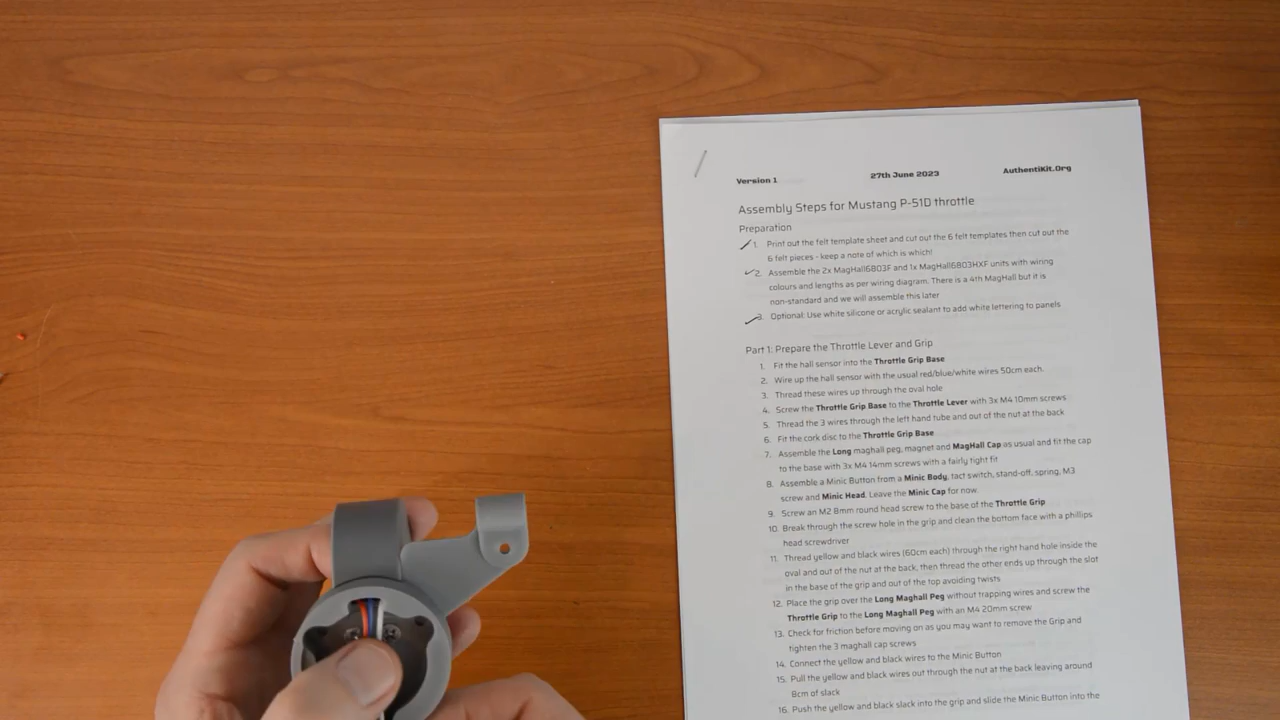 Version 1 27th June 2023 AuthentiKit.Org
Assembly Steps for Mustang P-51D throttle
Preparation
1. Print out the felt template sheet and cut out the 6 felt templates then cut out the
6 felt pieces - keep a note of which is which!
2. Assemble the 2x MagHall6803F and 1x MagHall6803HXF units with wiring
colours and lengths as per wiring diagram. There is a 4th MagHall but it is
non-standard and we will assemble this later
3. Optional: Use white silicone or acrylic sealant to add white lettering to panels
Part 1: Prepare the Throttle Lever and Grip
1. Fit the hall sensor into the Throttle Grip Base
2. Wire up the hall sensor with the usual red/blue/white wires 50cm each.
3. Thread these wires up through the oval hole
4. Screw the Throttle Grip Base to the Throttle Lever with 3x M4 10mm screws
5. Thread the 3 wires through the left hand tube and out of the nut at the back
6. Fit the cork disc to the Throttle Grip Base
7. Assemble the Long maghall peg, magnet and MagHall Cap as usual and fit the cap
to the base with 3x M4 14mm screws with a fairly tight fit
8. Assemble a Minic Button from a Minic Body, tact switch, stand-off, spring, M3
screw and Minic Head. Leave the Minic Cap for now
9. Screw an M2 8mm round head screw to the base of the Throttle Grip
10. Break through the screw hole in the grip and clean the bottom face with a phillips
head screwdriver
11. Thread yellow and black wires (60cm each) through the right hand hole inside the
oval and out of the nut at the back, then thread the other ends up through the slot
in the base of the grip and out of the top avoiding twists
12. Place the grip over the Long Maghall Peg without trapping wires and screw the
Throttle Grip to the Long Maghall Peg with an M4 20mm screw
13. Check for friction before moving on as you may want to remove the Grip and
tighten the 3 maghall cap screws
14. Connect the yellow and black wires to the Minic Button
15. Pull the yellow and black wires out through the nut at the back leaving around
8cm of slack
16. Push the yellow and black slack into the grip and slide the Minic Button into the